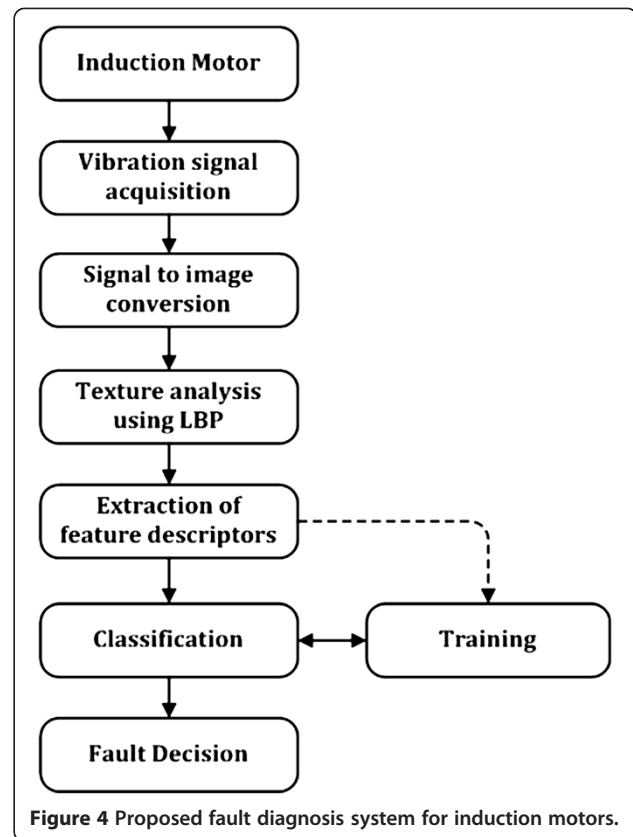 Induction Motor
Vibration signal
acquisition
Signal to image
conversion
Texture analysis
using LBP
Extraction of
feature descriptors
Classification
Training
Fault Decision
Figure 4 Proposed fault diagnosis system for induction motors.